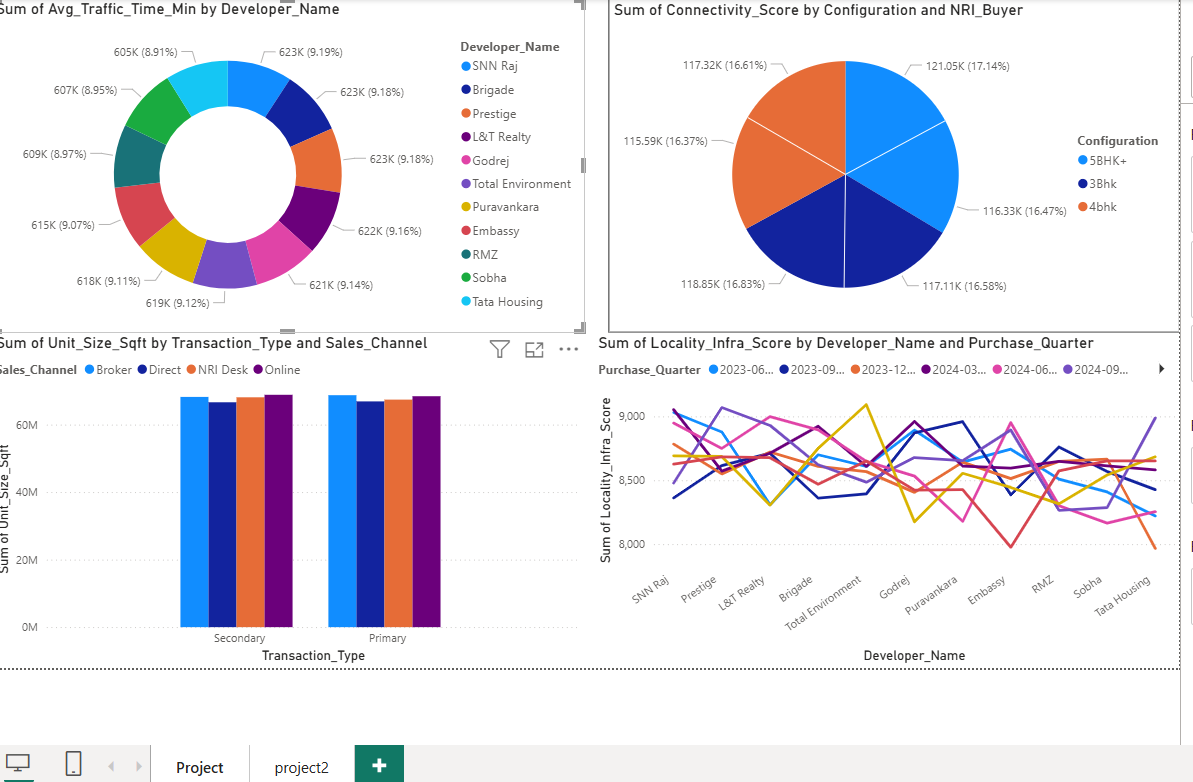 Sum of Avg_Traffic_Time_Min by Developer_Name
605K (8.91%)
623K (9.19%)
607K (8.95%)
623K (9.18%)
609K (8.97%)
623K (9.18%)
615K (9.07%)
622K (9.16%)
618K (9.11%)
621K (9.14%)
619K (9.12%)
Developer_Name
SNN Raj
Brigade
Prestige
L&T Realty
Godrej
Total Environment
Puravankara
Embassy
RMZ
Sobha
Tata Housing
Sum of Connectivity_Score by Configuration and NRI_Buyer
117.32K (16.61%)
121.05K (17.14%)
115.59K (16.37%)
116.33K (16.47%)
118.85K (16.83%)
117.11K (16.58%)
Configuration
5BHK+
3Bhk
4bhk
Sum of Unit_Size_Sqft by Transaction_Type and Sales_Channel
Sales_Channel Broker Direct NRI Desk Online
Sum of Unit_Size_Sqft
60M
40M
20M
0M
Secondary Primary
Transaction_Type
Sum of Locality_Infra_Score by Developer_Name and Purchase_Quarter
Purchase_Quarter 2023-06... 2023-09... 2023-12... 2024-03... 2024-06... 2024-09...
Sum of Locality_Infra_Score
9,000
8,500
8,000
SNN Raj
Prestige
L&T Realty
Brigade
Total Environment
Godrej
Puravankara
Embassy
RMZ
Sobha
Tata Housing
Developer_Name
Project project2